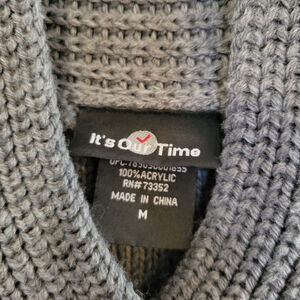 It's Our Time
100% ACRYLIC
RN# 73352
MADE IN CHINA
M